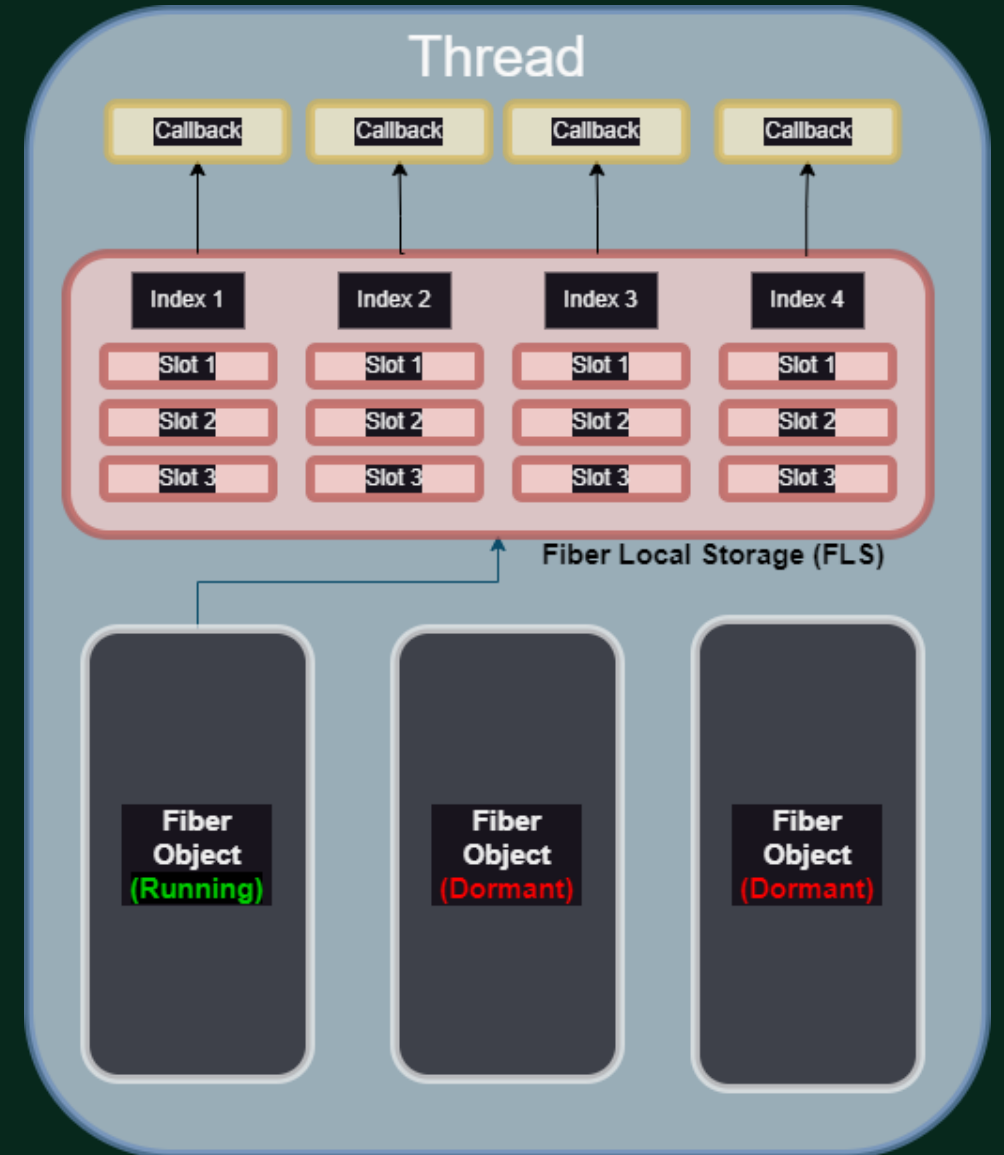 Thread
Callback Callback Callback Callback
Index 1 Index 2 Index 3 Index 4
Slot 1 Slot 1 Slot 1 Slot 1
Slot 2 Slot 2 Slot 2 Slot 2
Slot 3 Slot 3 Slot 3 Slot 3
Fiber Local Storage (FLS)
Fiber
Object
(Running)
Fiber
Object
(Dormant)
Fiber
Object
(Dormant)